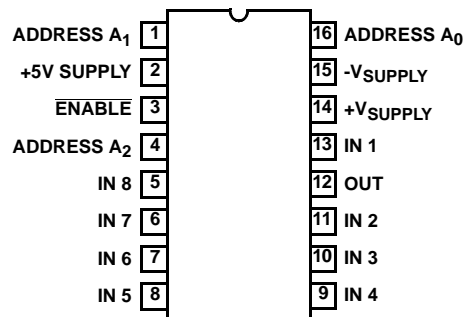 ADDRESS A1 1 16 ADDRESS A0
+5V SUPPLY 2 15 -VSUPPLY
ENABLE 3 14 +VSUPPLY
ADDRESS A2 4 13 IN 1
IN 8 5 12 OUT
IN 7 6 11 IN 2
IN 6 7 10 IN 3
IN 5 8 9 IN 4